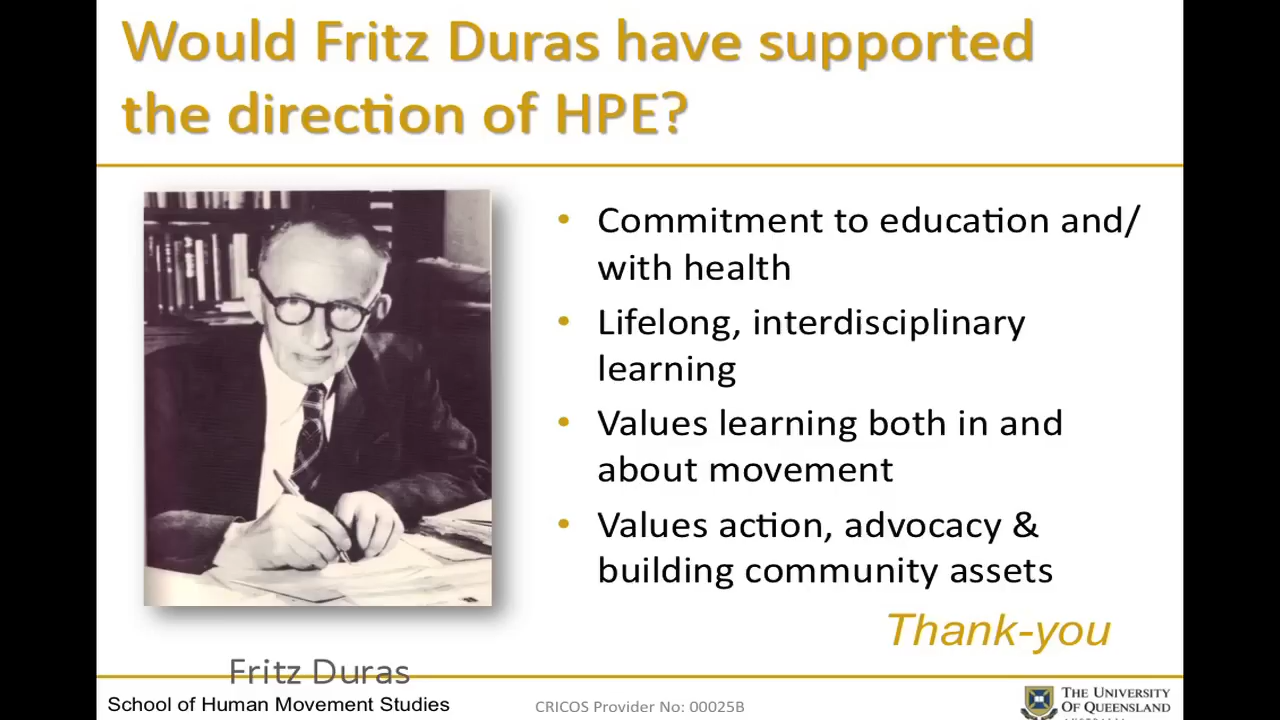 Would Fritz Duras have supported
the direction of HPE?
• Commitment to education and/
with health
• Lifelong, interdisciplinary
learning
• Values learning both in and
about movement
• Values action, advocacy &
building community assets
Thank-you
Fritz Duras
School of Human Movement Studies
CRICOS Provider No: 00025B
THE UNIVERSITY
OF QUEENSLAND